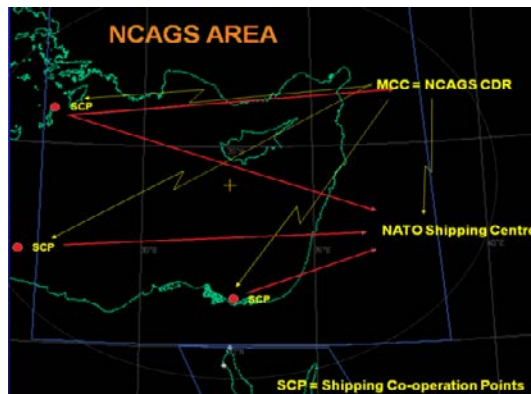 NCAGS AREA
MCC = NCAGS CDR
SCP
SCP
NATO Shipping Centre
SCP
SCP = Shipping Co-operation Points